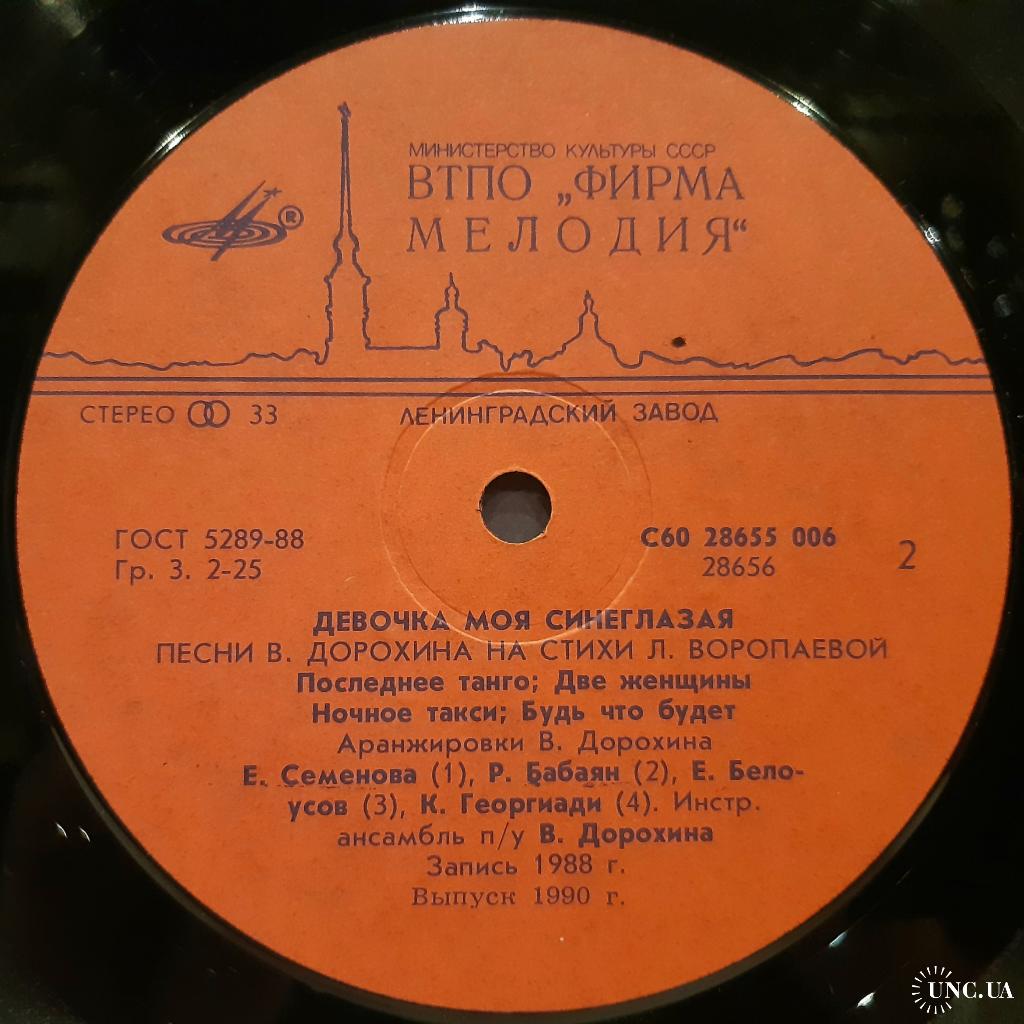 МИНИСТЕРСТВО КУЛЬТУРЫ СССР
ВТПО „ФИРМА
МЕЛОДИЯ“
®
СТЕРЕО 33
ЛЕНИНГРАДСКИЙ ЗАВОД
ГОСТ 5289-88
Гр. 3. 2-25
С60 28655 006
28656
2
ДЕВОЧКА МОЯ СИНЕГЛАЗАЯ
ПЕСНИ В. ДОРОХИНА НА СТИХИ Л. ВОРОПАЕВОЙ
Последнее танго; Две женщины
Ночное такси; Будь что будет
Аранжировки В. Дорохина
Е. Семенова (1), Р. Бабаян (2), Е. Бело-
усов (3), К. Георгиади (4). Инстр.
ансамбль п/у В. Дорохина
Запись 1988 г.
Выпуск 1990 г.
UNC.UA